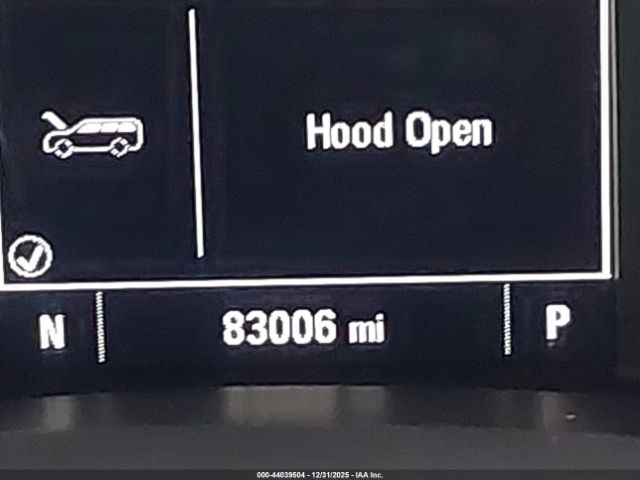 Hood Open
N 83006 mi P
000-44039504 - 12/31/2025 - IAA Inc.